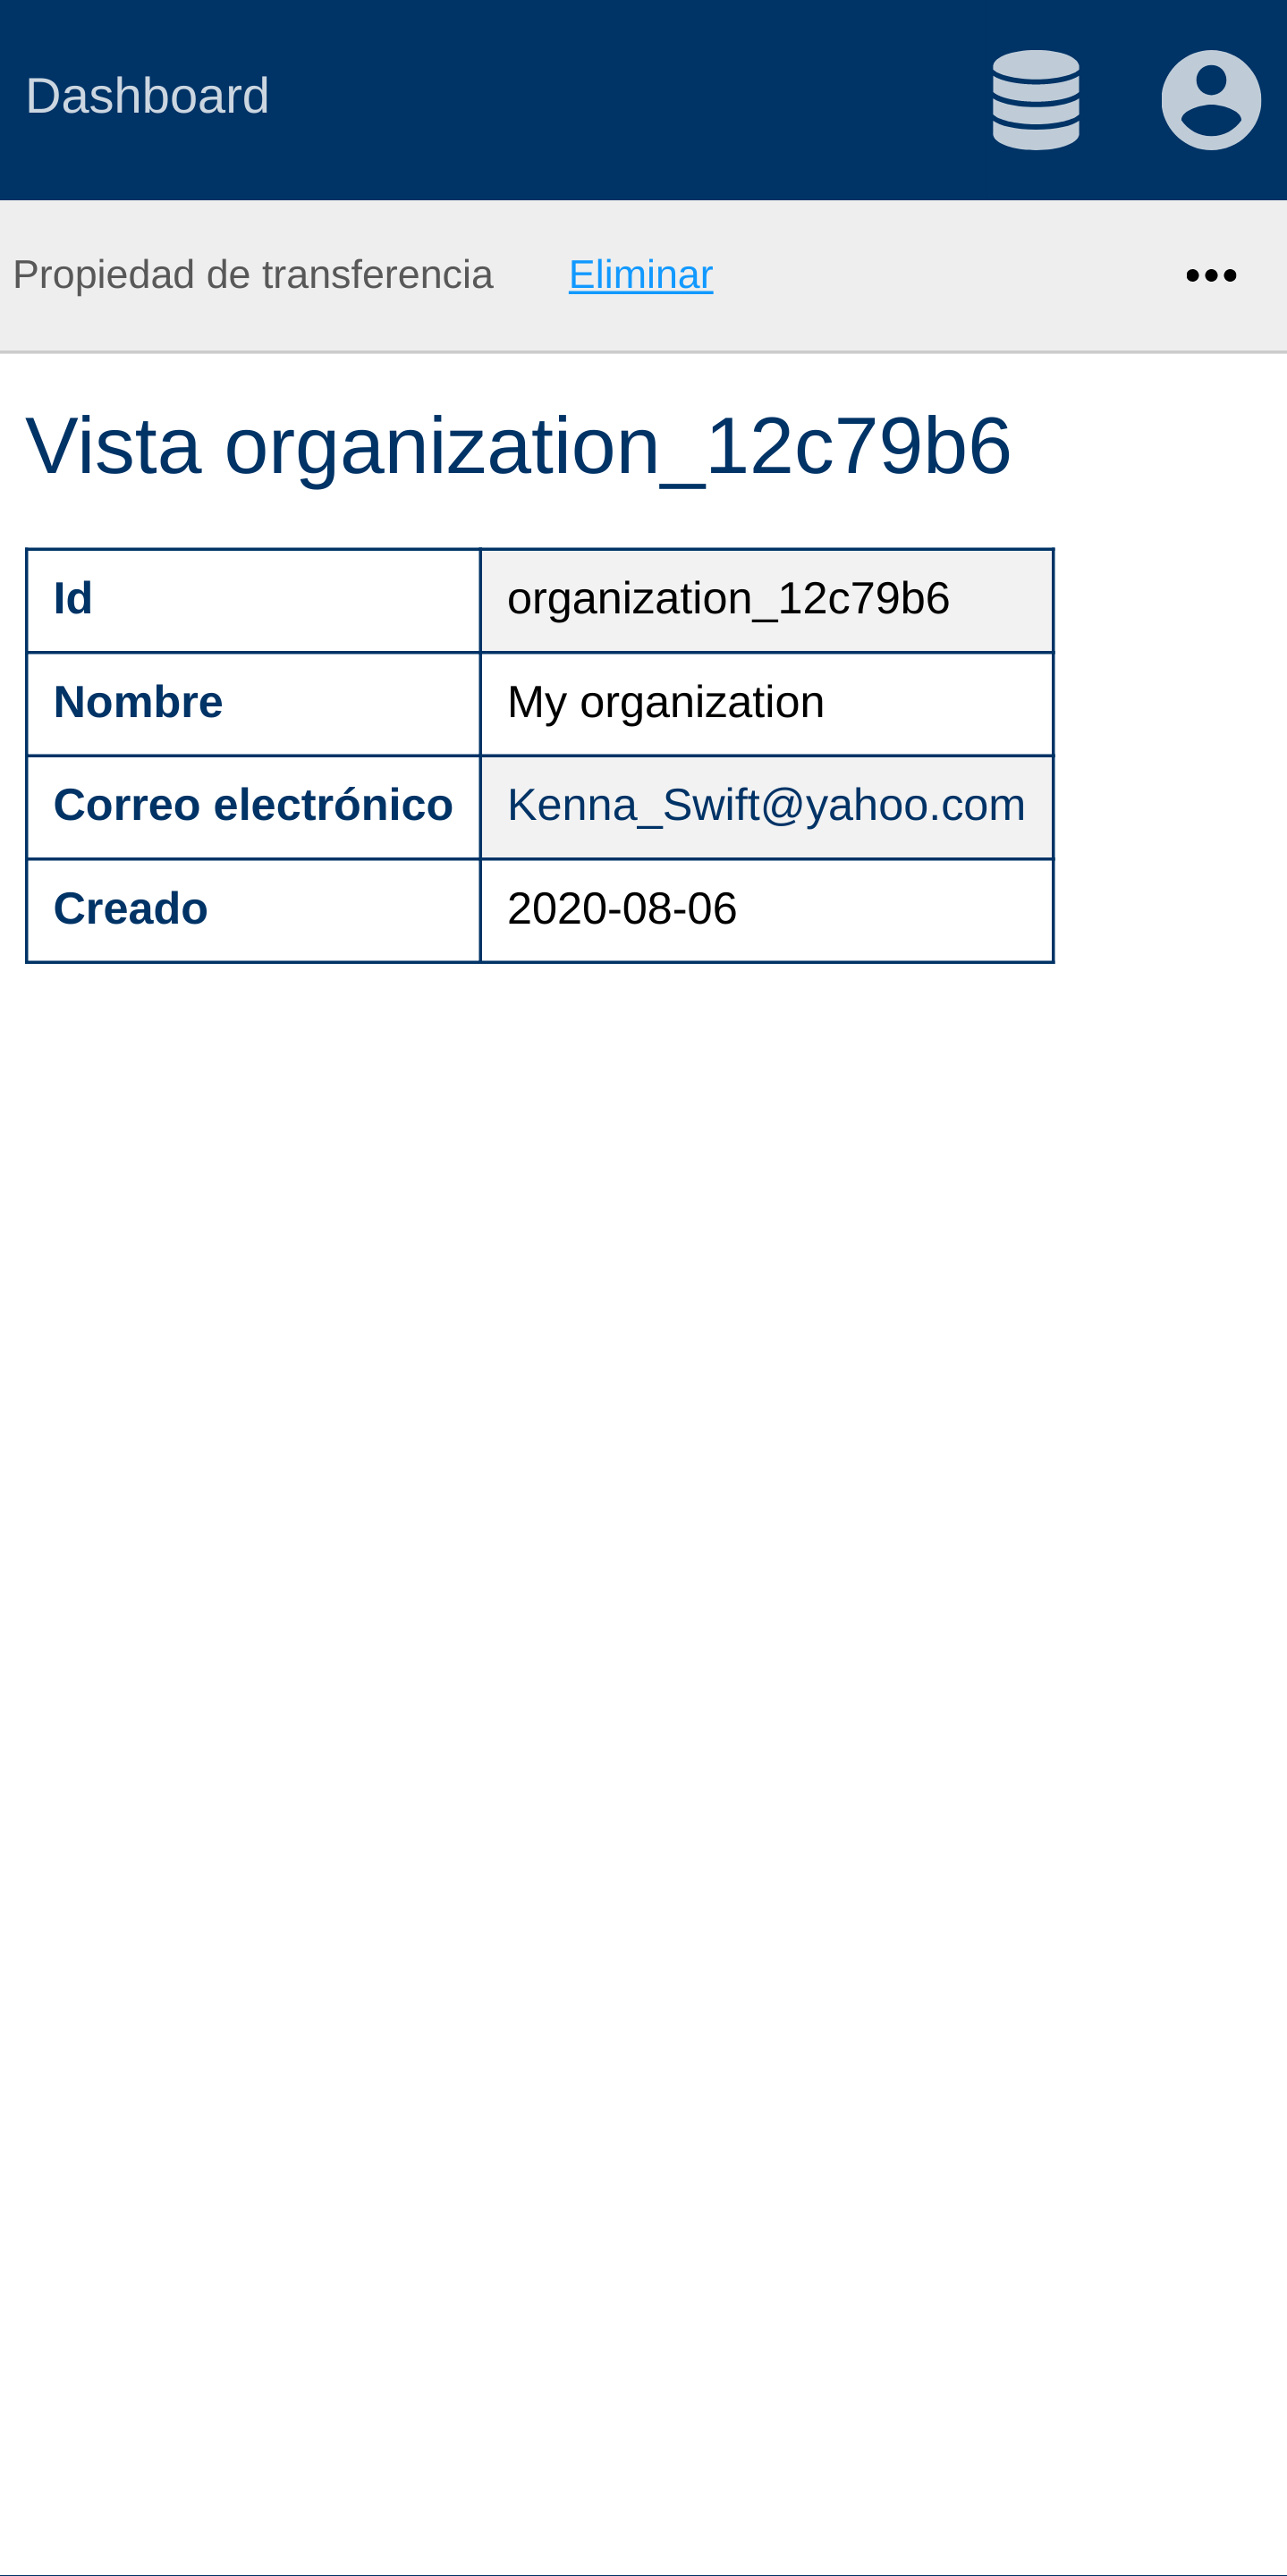 Dashboard
Propiedad de transferencia Eliminar
Vista organization_12c79b6
Id organization_12c79b6
Nombre My organization
Correo electrónico Kenna_Swift@yahoo.com
Creado 2020-08-06